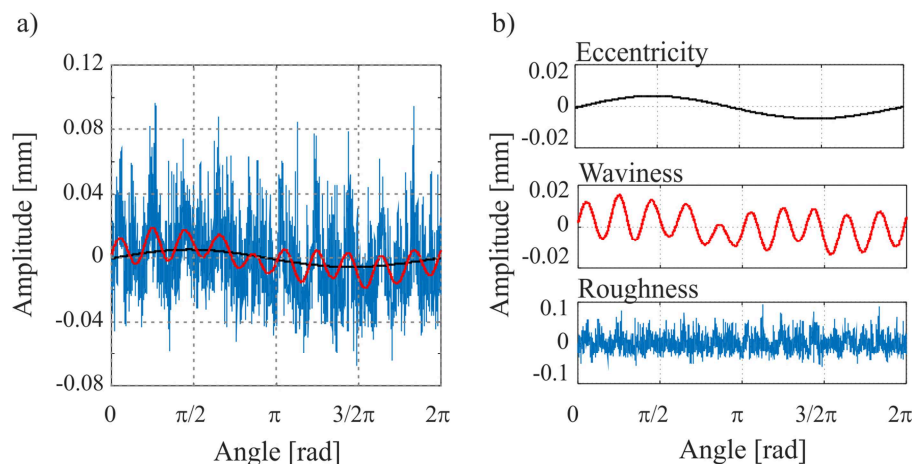 a)
0.12
0.08
0.04
0
-0.04
-0.08
Amplitude [mm]
0 π/2 π 3/2π 2π
Angle [rad]
b)
Eccentricity
0.02
0
-0.02
Waviness
0.02
0
-0.02
Roughness
0.1
0
-0.1
Amplitude [mm]
0 π/2 π 3/2π 2π
Angle [rad]